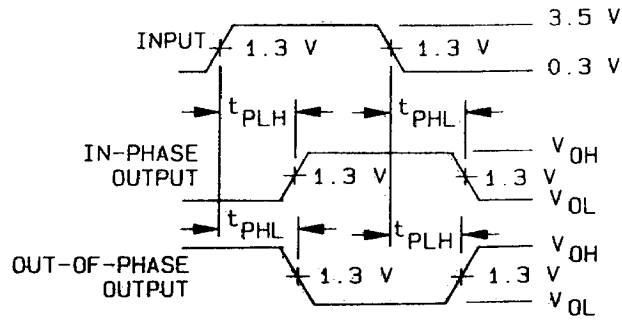 3.5 V
INPUT 1.3 V 1.3 V
0.3 V
tPLH tPHL
IN-PHASE OUTPUT
VOH
1.3 V 1.3 V
VOL
tPHL tPLH
OUT-OF-PHASE OUTPUT
VOH
1.3 V 1.3 V
VOL